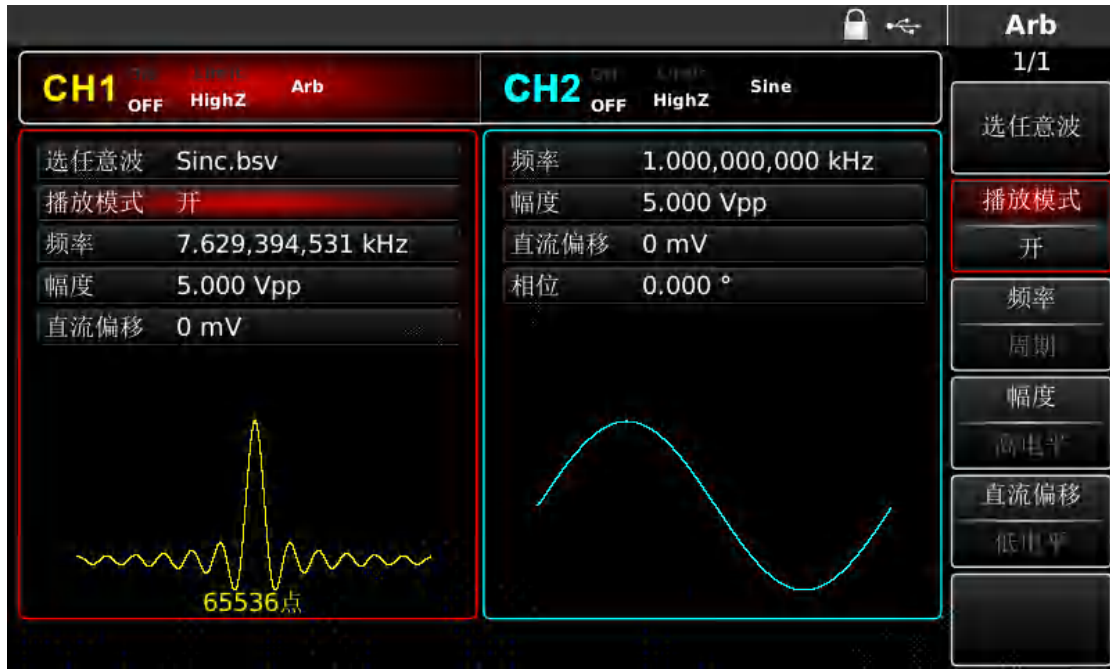 Arb
1/1
CH1 OFF HighZ Arb
CH2 OFF HighZ Sine
选任意波 Sinc.bsv
播放模式 开
频率 7.629,394,531 kHz
幅度 5.000 Vpp
直流偏移 0 mV
65536点
频率 1.000,000,000 kHz
幅度 5.000 Vpp
直流偏移 0 mV
相位 0.000 °
选任意波
播放模式
开
频率
周期
幅度
高电平
直流偏移
低电平